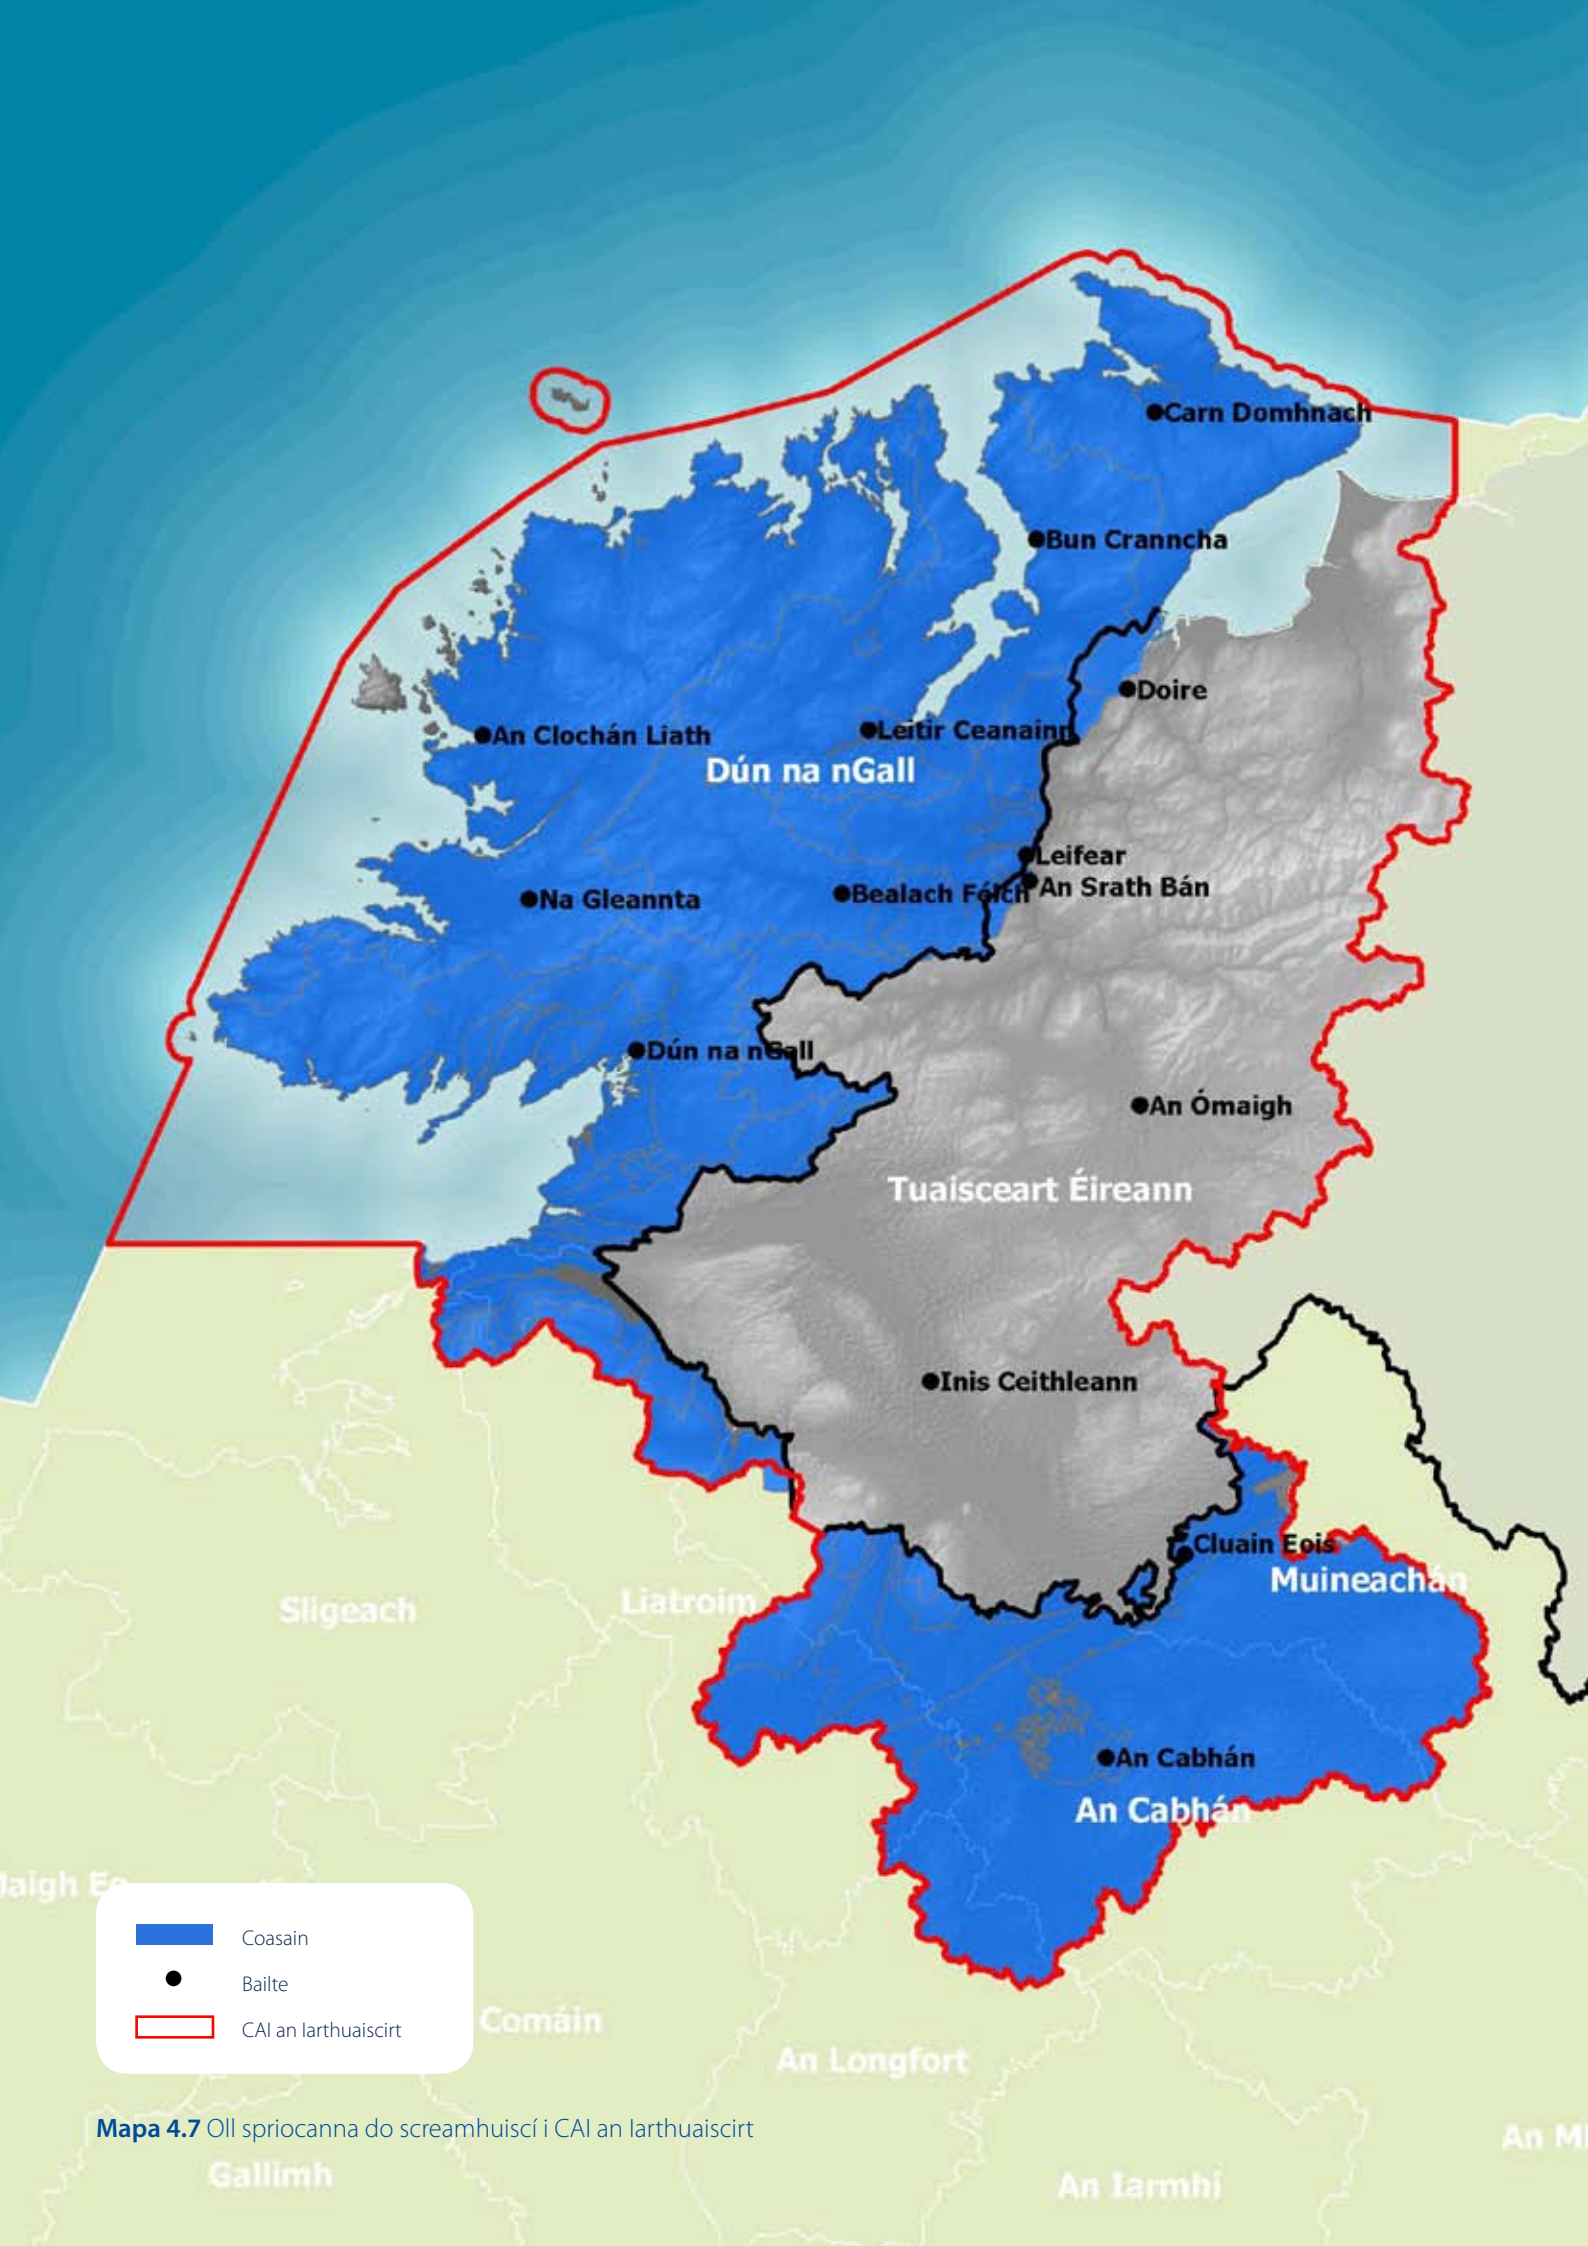 Carn Domhnach
Bun Cranncha
Doire
An Clochán Liath
Leitir Ceanainn
Dún na nGall
Leifear
An Srath Bán
Na Gleannta
Bealach Féich
Dún na nGall
An Ómaigh
Tuaisceart Éireann
Inis Ceithleann
Cluain Eois
Muineachán
Sligeach
Liatroim
An Cabhán
An Cabhán
Coasain
Bailte
CAI an Iarthuaiscirt
Comáin
An Longfort
Mapa 4.7 Oll spriocanna do screamhuiscí i CAI an Iarthuaiscirt
Gallimh
An Iarmhí